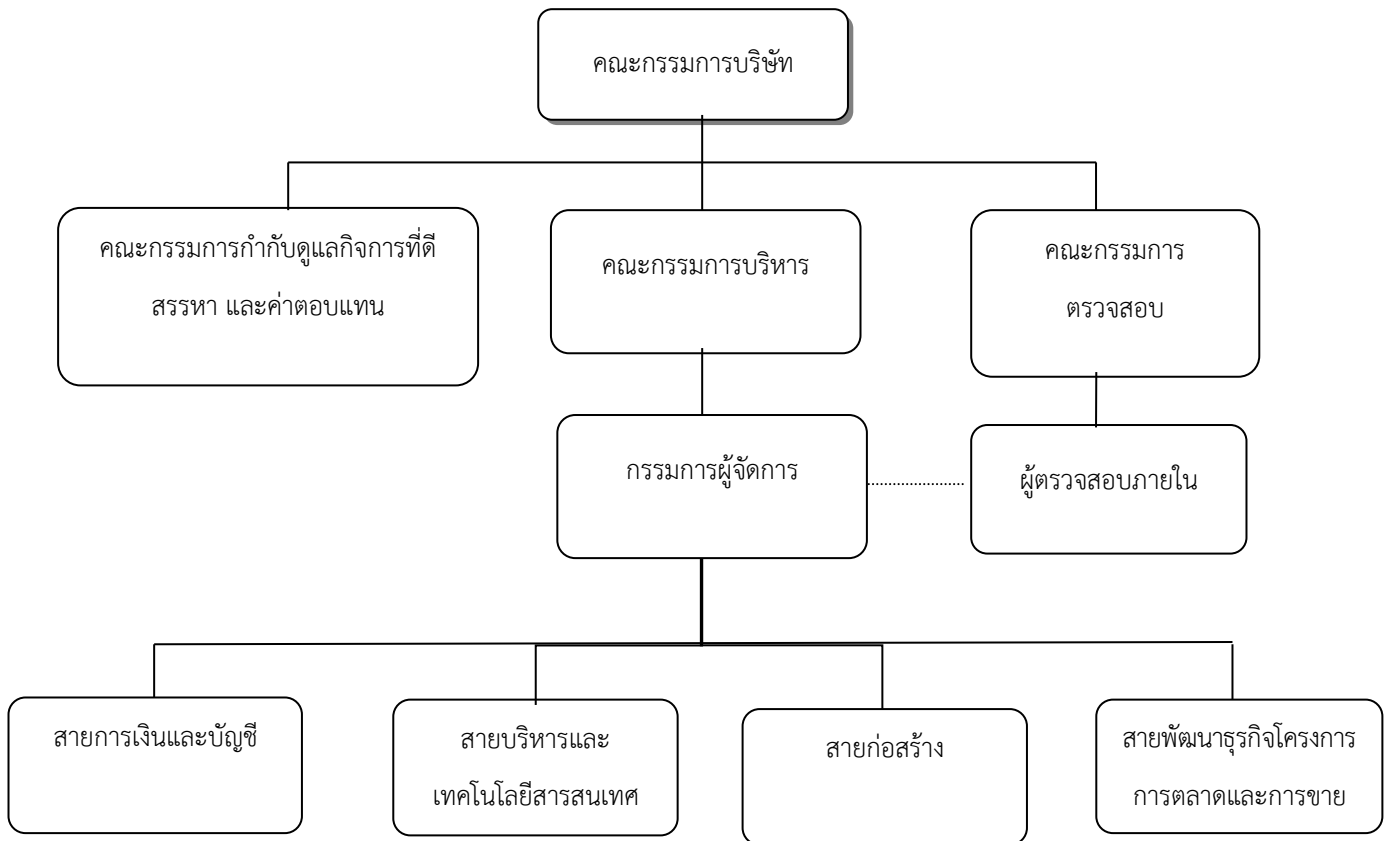 คณะกรรมการบริษัท
คณะกรรมการกำกับดูแลกิจการที่ดี
สรรหา และค่าตอบแทน
คณะกรรมการบริหาร
คณะกรรมการ
ตรวจสอบ
กรรมการผู้จัดการ
ผู้ตรวจสอบภายใน
สายการเงินและบัญชี
สายบริหารและ
เทคโนโลยีสารสนเทศ
สายก่อสร้าง
สายพัฒนาธุรกิจโครงการ
การตลาดและการขาย